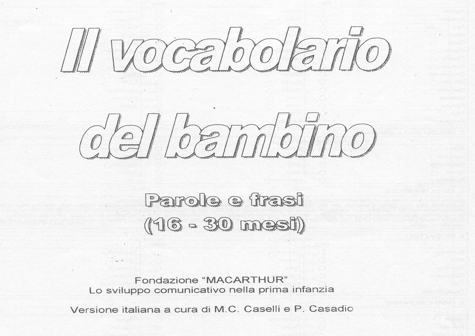 Il vocabolario
del bambino
Parole e frasi
(16 - 30 mesi)
Fondazione "MACARTHUR"
Lo sviluppo comunicativo nella prima infanzia
Versione italiana a cura di M.C. Caselli e P. Casadio